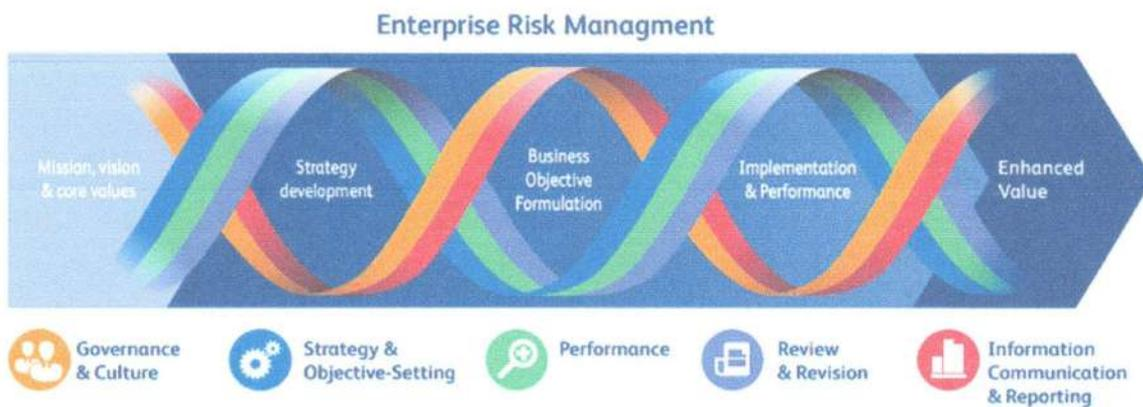 Enterprise Risk Managment
Mission, vision
& core values
Strategy
development
Business
Objective
Formulation
Implementation
& Performance
Enhanced
Value
Governance
& Culture
Strategy &
Objective-Setting
Performance
Review
& Revision
Information
Communication
& Reporting